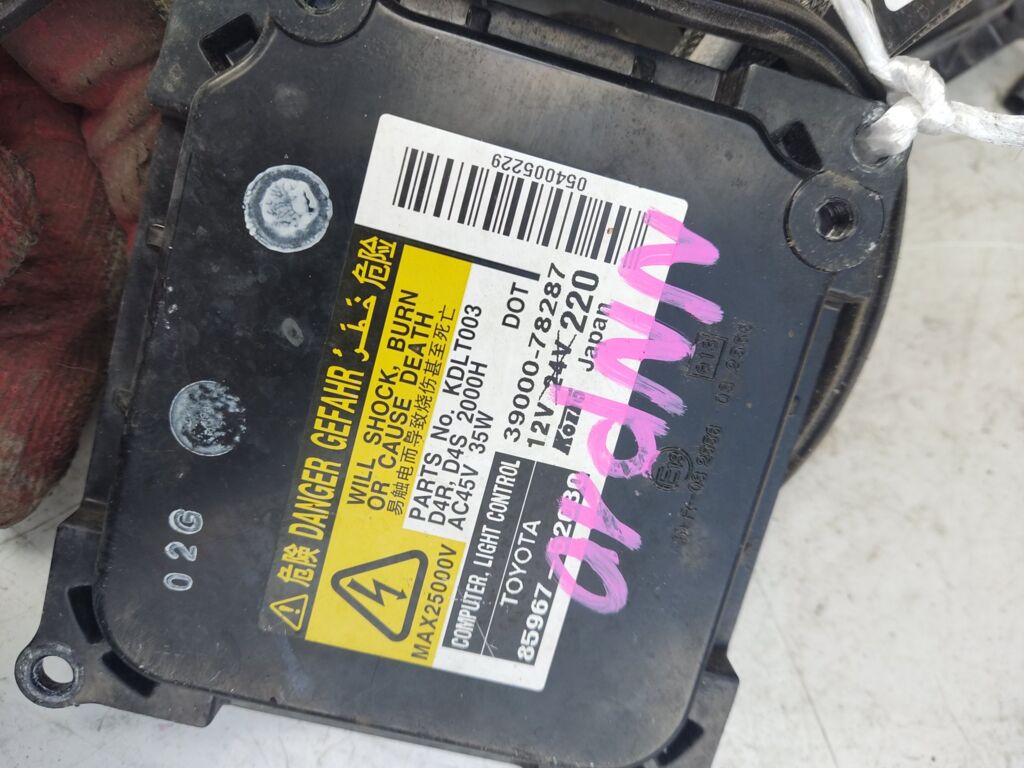 054005229
危険 DANGER GEFAHR خطر 危险
WILL SHOCK, BURN
OR CAUSE DEATH
易触电而导致烧伤甚至死亡
PARTS No. KDLT003
D4R, D4S 2000H
AC45V 35W
MAX25000V
DOT
39000-78287
12V 24V 220
KOITO Japan
COMPUTER, LIGHT CONTROL
TOYOTA
85967
02G